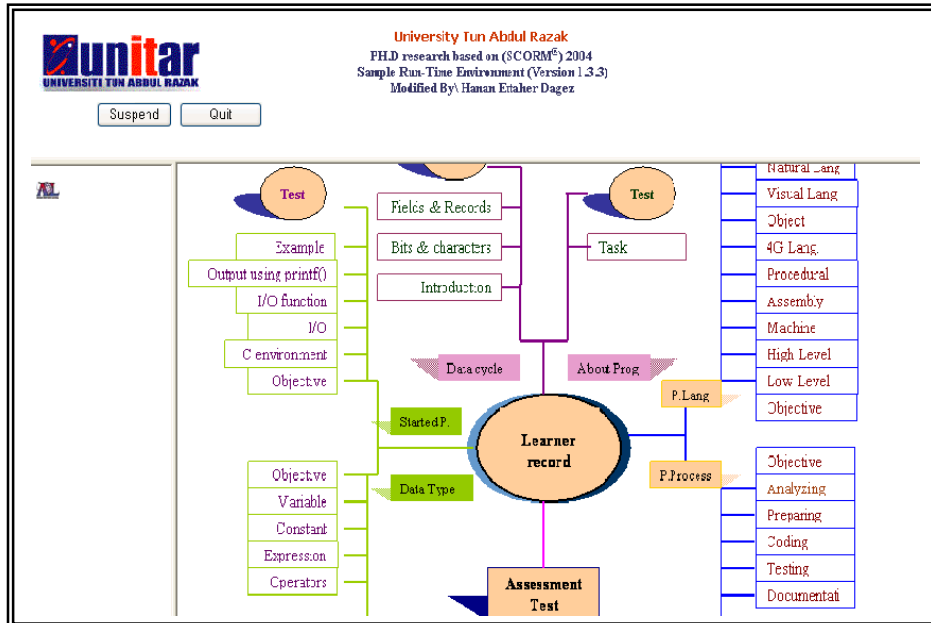 University Tun Abdul Razak
PH.D research based on (SCORM®) 2004
Sample Run-Time Environment (Version 1.3.3)
Modified By\ Hanan Ettaher Dagez
unitar
UNIVERSITI TUN ABDUL RAZAK
Suspend
Quit
ADL
Test
Example
Output using printf()
I/O function
I/O
C environment
Objective
Started P.
Objective
Variable
Constant
Expression
Operators
Data Type
Fields & Records
Bits & characters
Introduction
Data cycle
Test
Task
About Prog
Learner
record
Assessment
Test
P.Lang
P.Process
Natural Lang
Visual Lang
Object
4G Lang.
Procedural
Assembly
Machine
High Level
Low Level
Objective
Objective
Analyzing
Preparing
Coding
Testing
Documentati